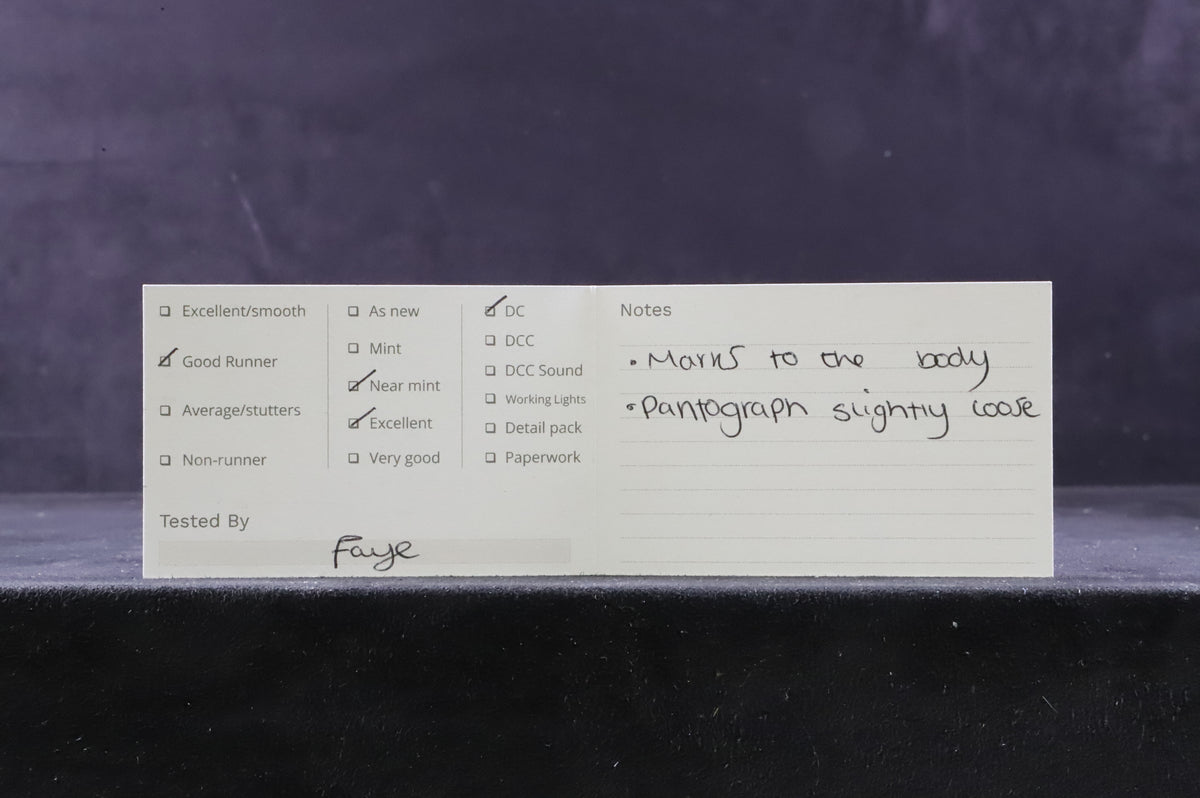 Excellent/smooth
Good Runner
Average/stutters
Non-runner
As new
Mint
Near mint
Excellent
Very good
DC
DCC
DCC Sound
Working Lights
Detail pack
Paperwork
Tested By
Faye
Notes
• Marks to the body
• Pantograph slightly loose